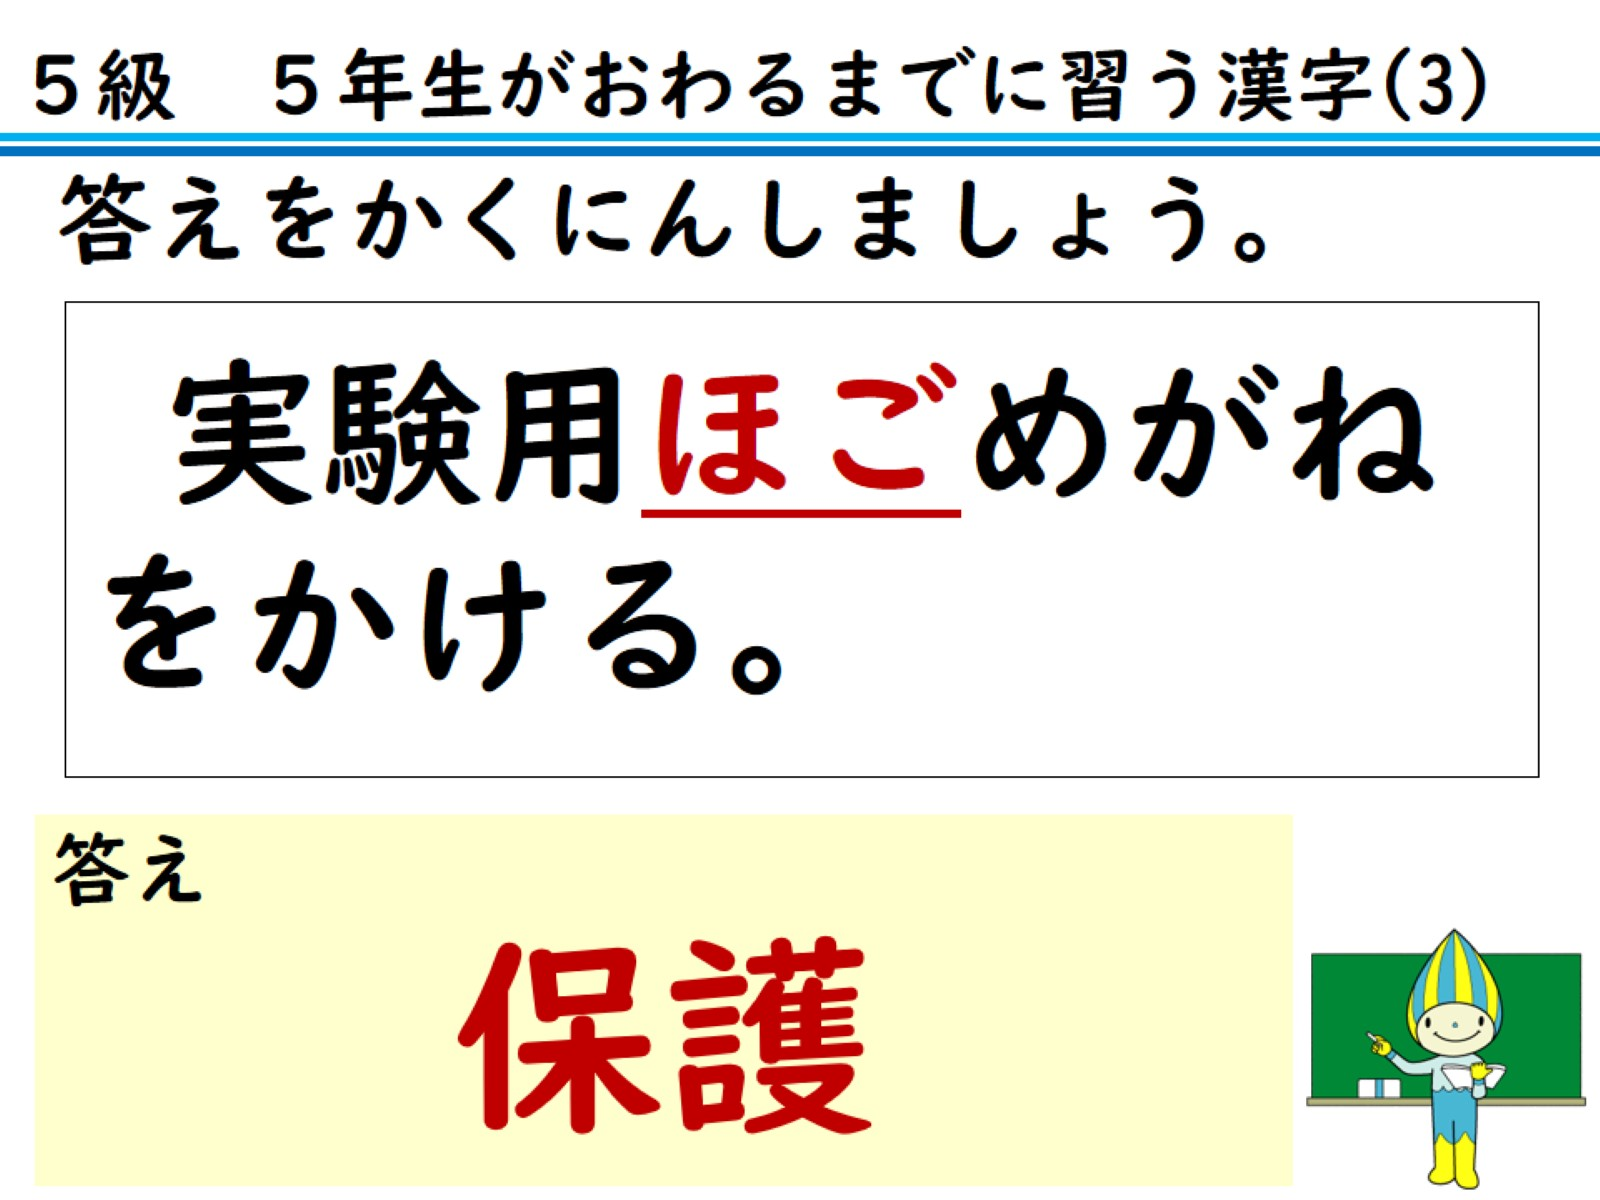 ５級　５年生がおわるまでに習う漢字(3)
答えをかくにんしましょう。
実験用ほごめがね
をかける。
答え
保護